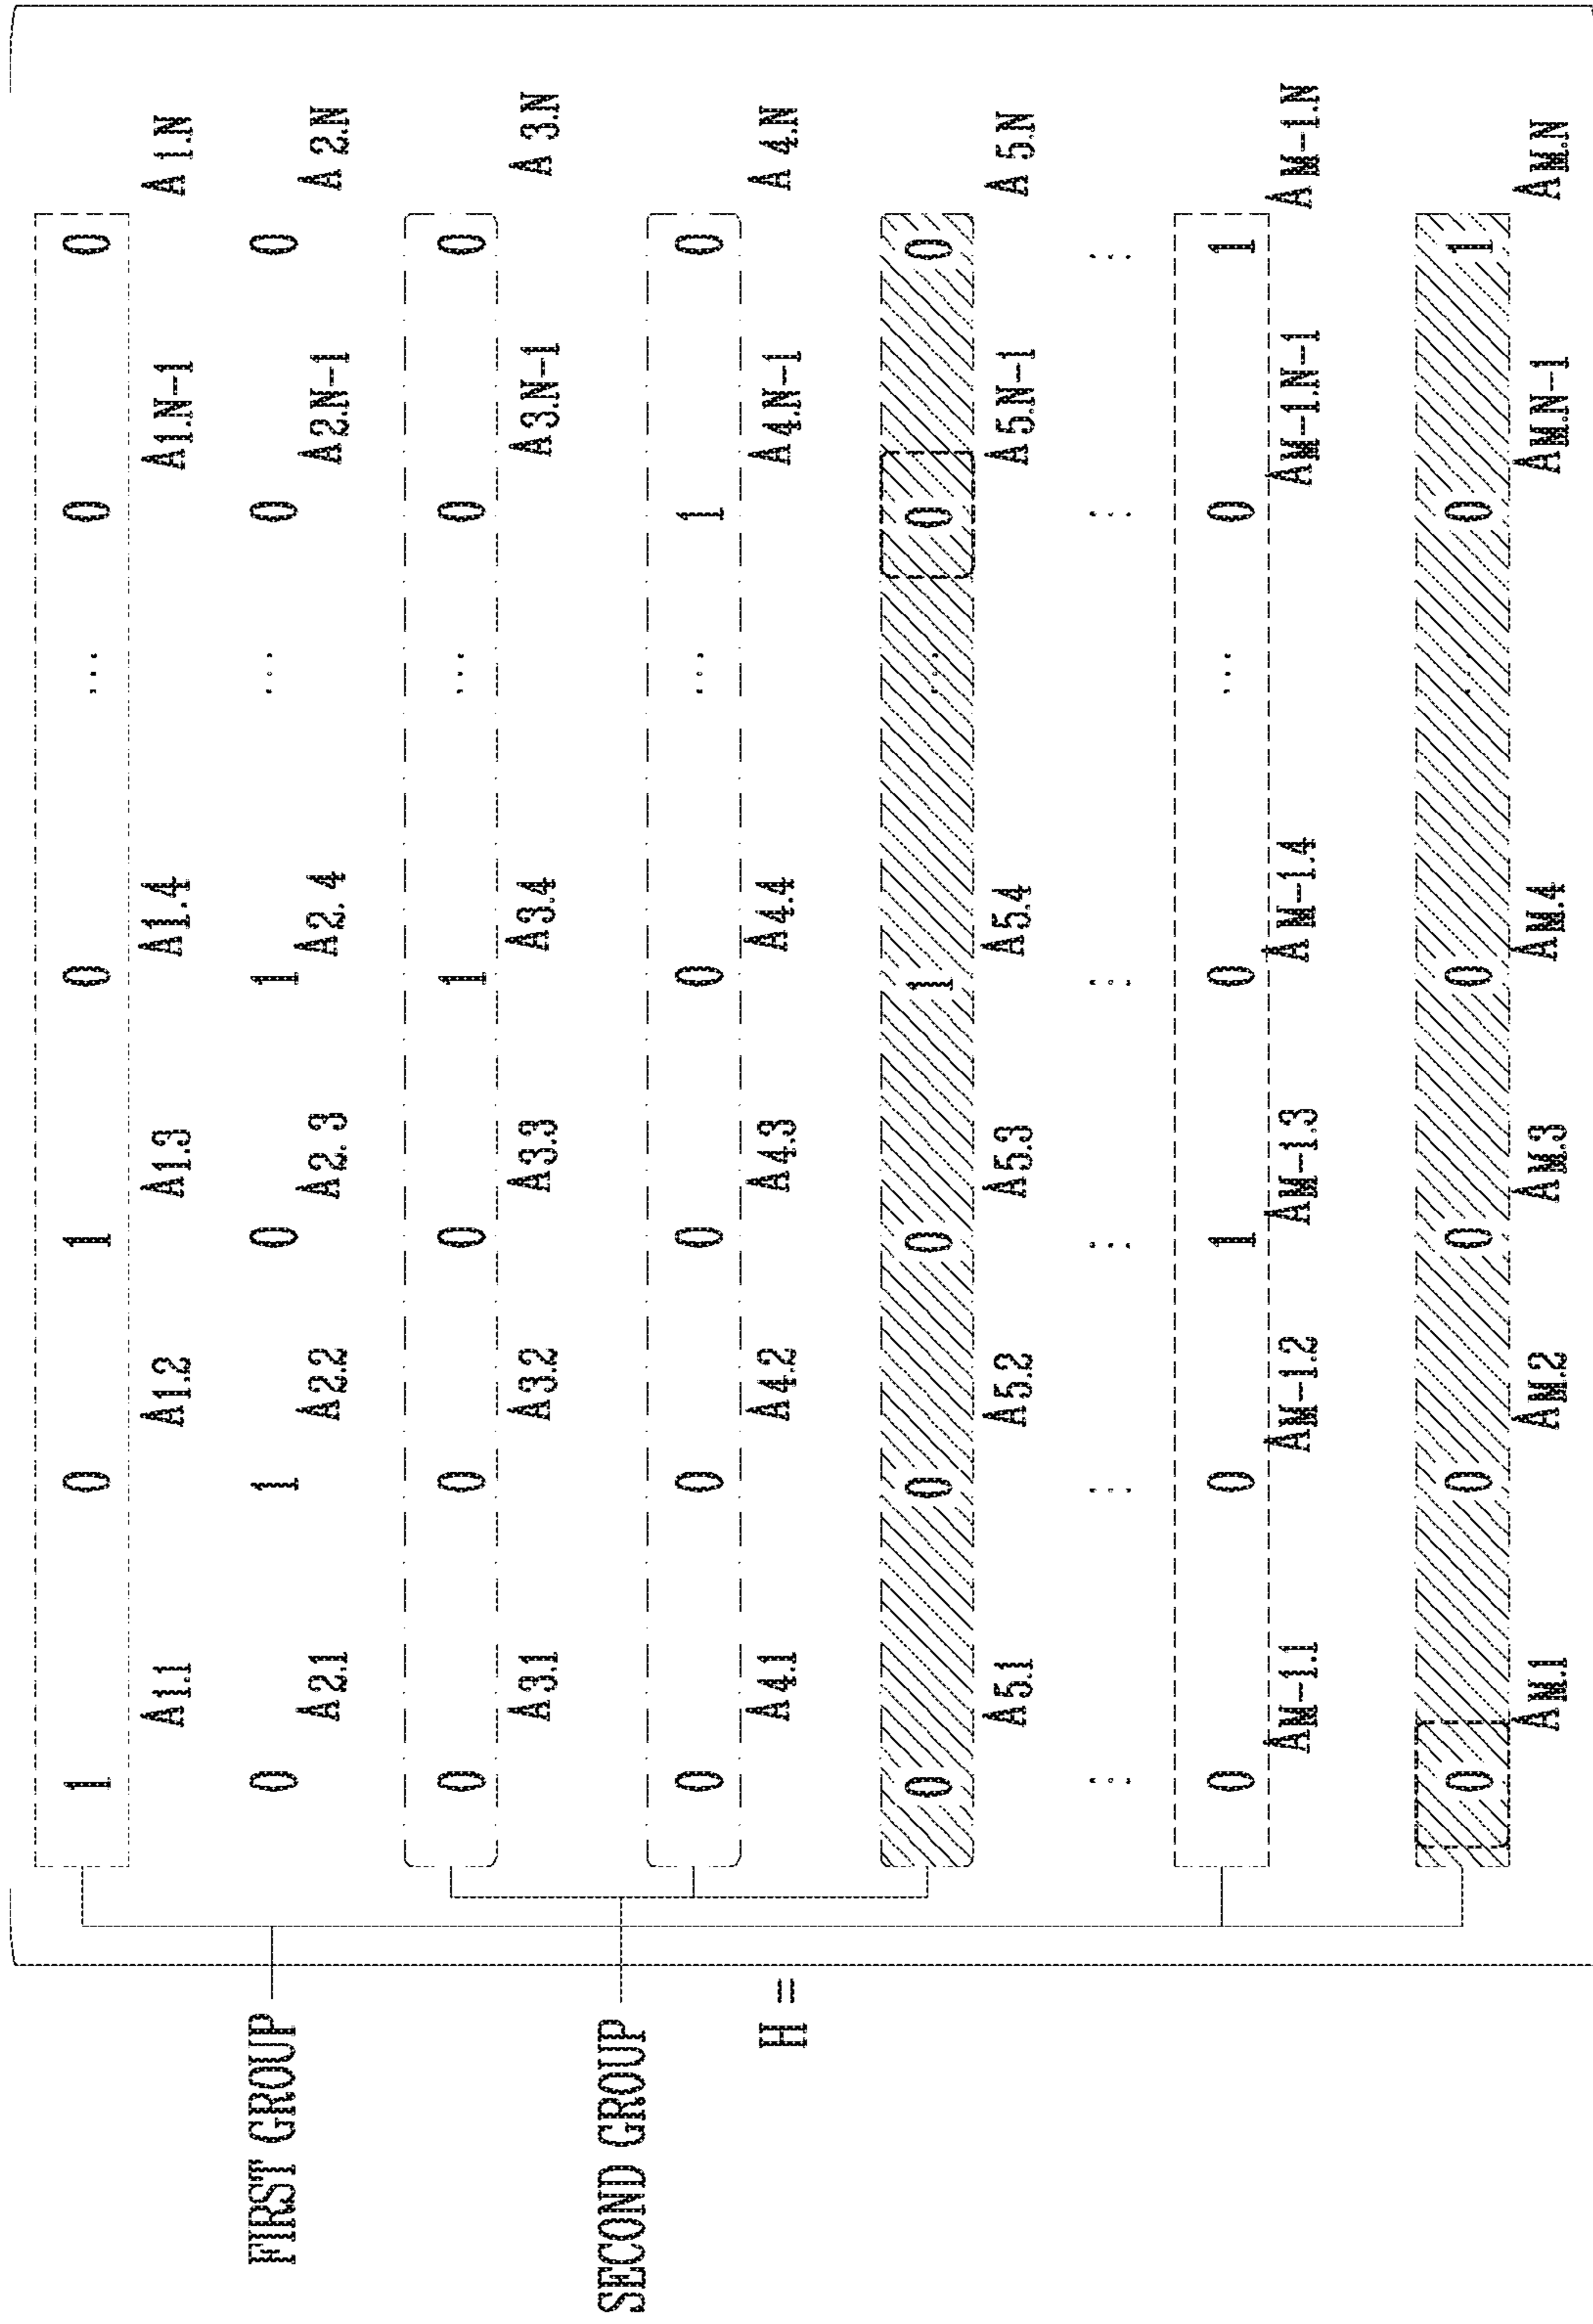 1 0 1 0 ... 0 0
A1.1 A1.2 A1.3 A1.4 A1.N-1 A1.N
FIRST GROUP
0 1 0 1 ... 0 0
A2.1 A2.2 A2.3 A2.4 A2.N-1 A2.N
0 0 0 1 ... 0 0
A3.1 A3.2 A3.3 A3.4 A3.N-1 A3.N
SECOND GROUP
0 0 0 0 ... 1 0
A4.1 A4.2 A4.3 A4.4 A4.N-1 A4.N
H =
0 0 0 1 ... 0 0
A5.1 A5.2 A5.3 A5.4 A5.N-1 A5.N
⋮ ⋮ ⋮ ⋮ ⋮ ⋮
0 0 1 0 ... 0 1
AM-1.1 AM-1.2 AM-1.3 AM-1.4 AM-1.N-1 AM-1.N
0 0 0 0 ... 0 1
AM.1 AM.2 AM.3 AM.4 AM.N-1 AM.N